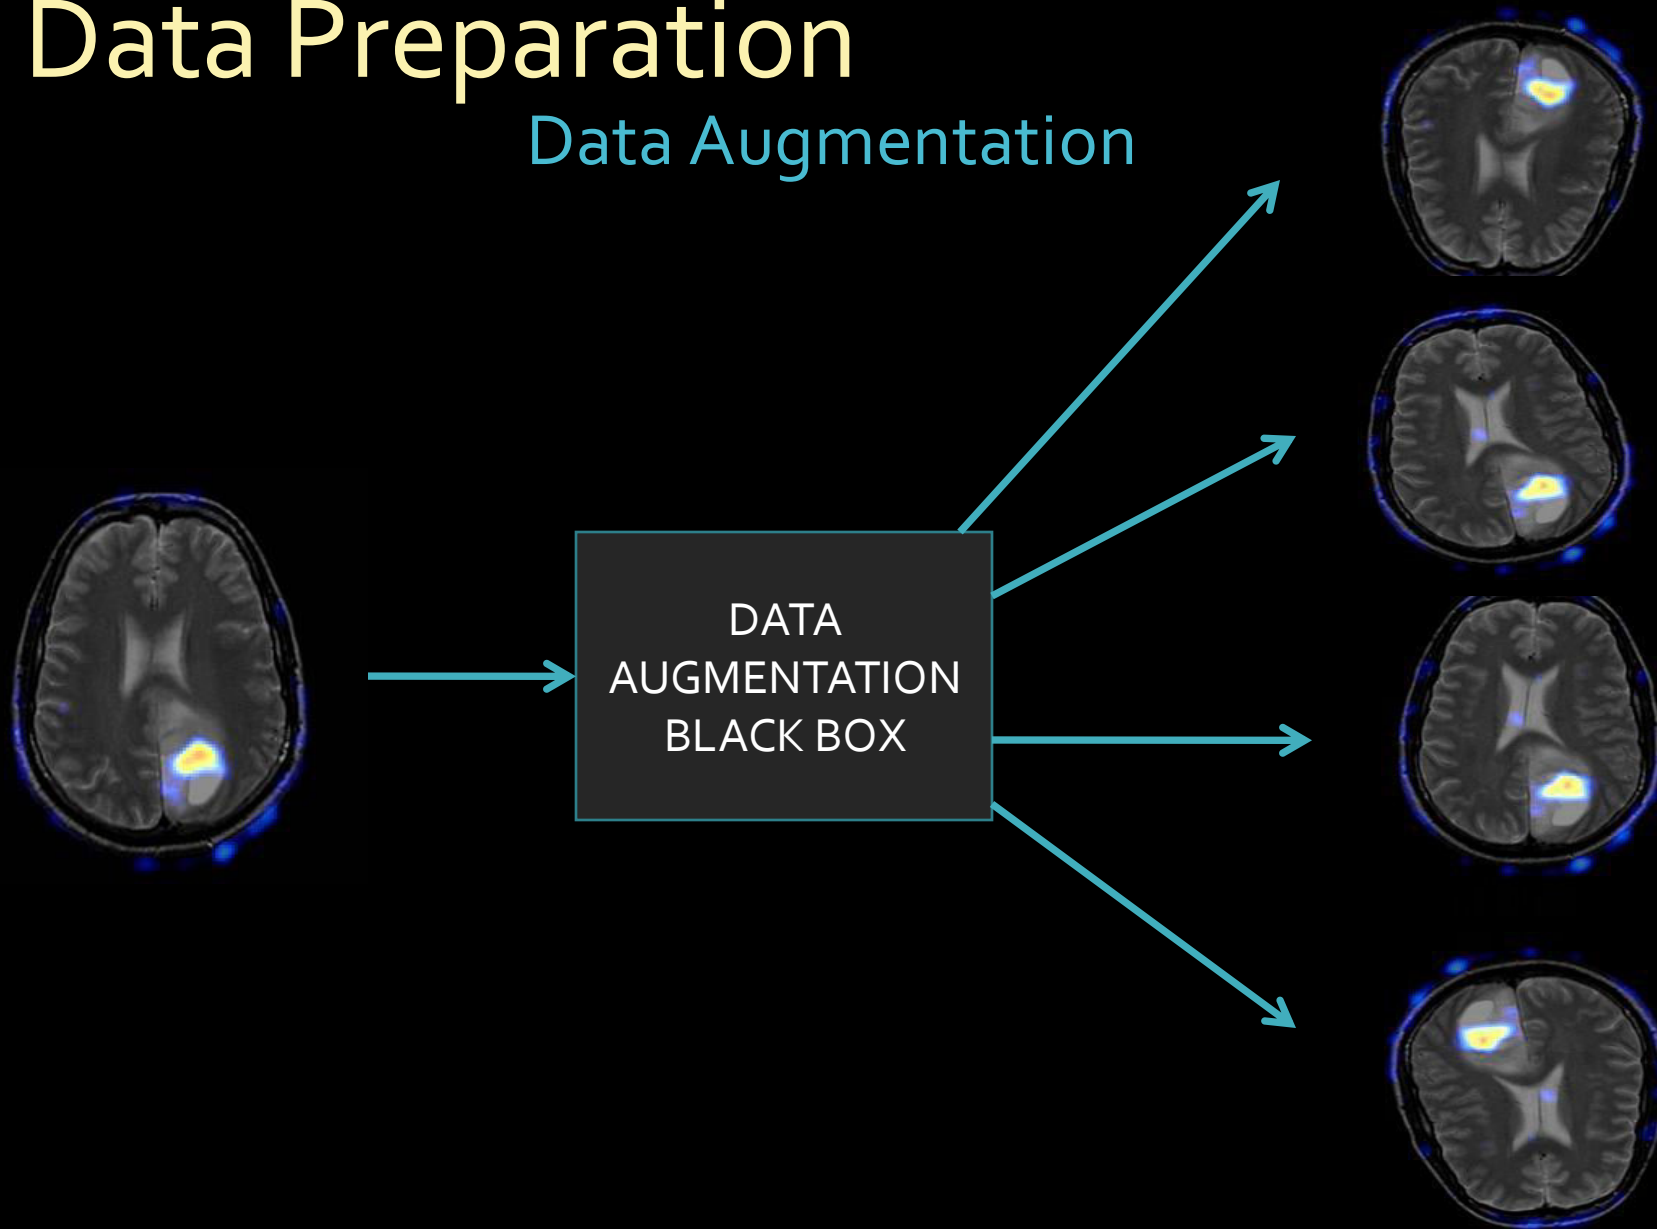 Data Preparation
Data Augmentation
DATA
AUGMENTATION
BLACK BOX